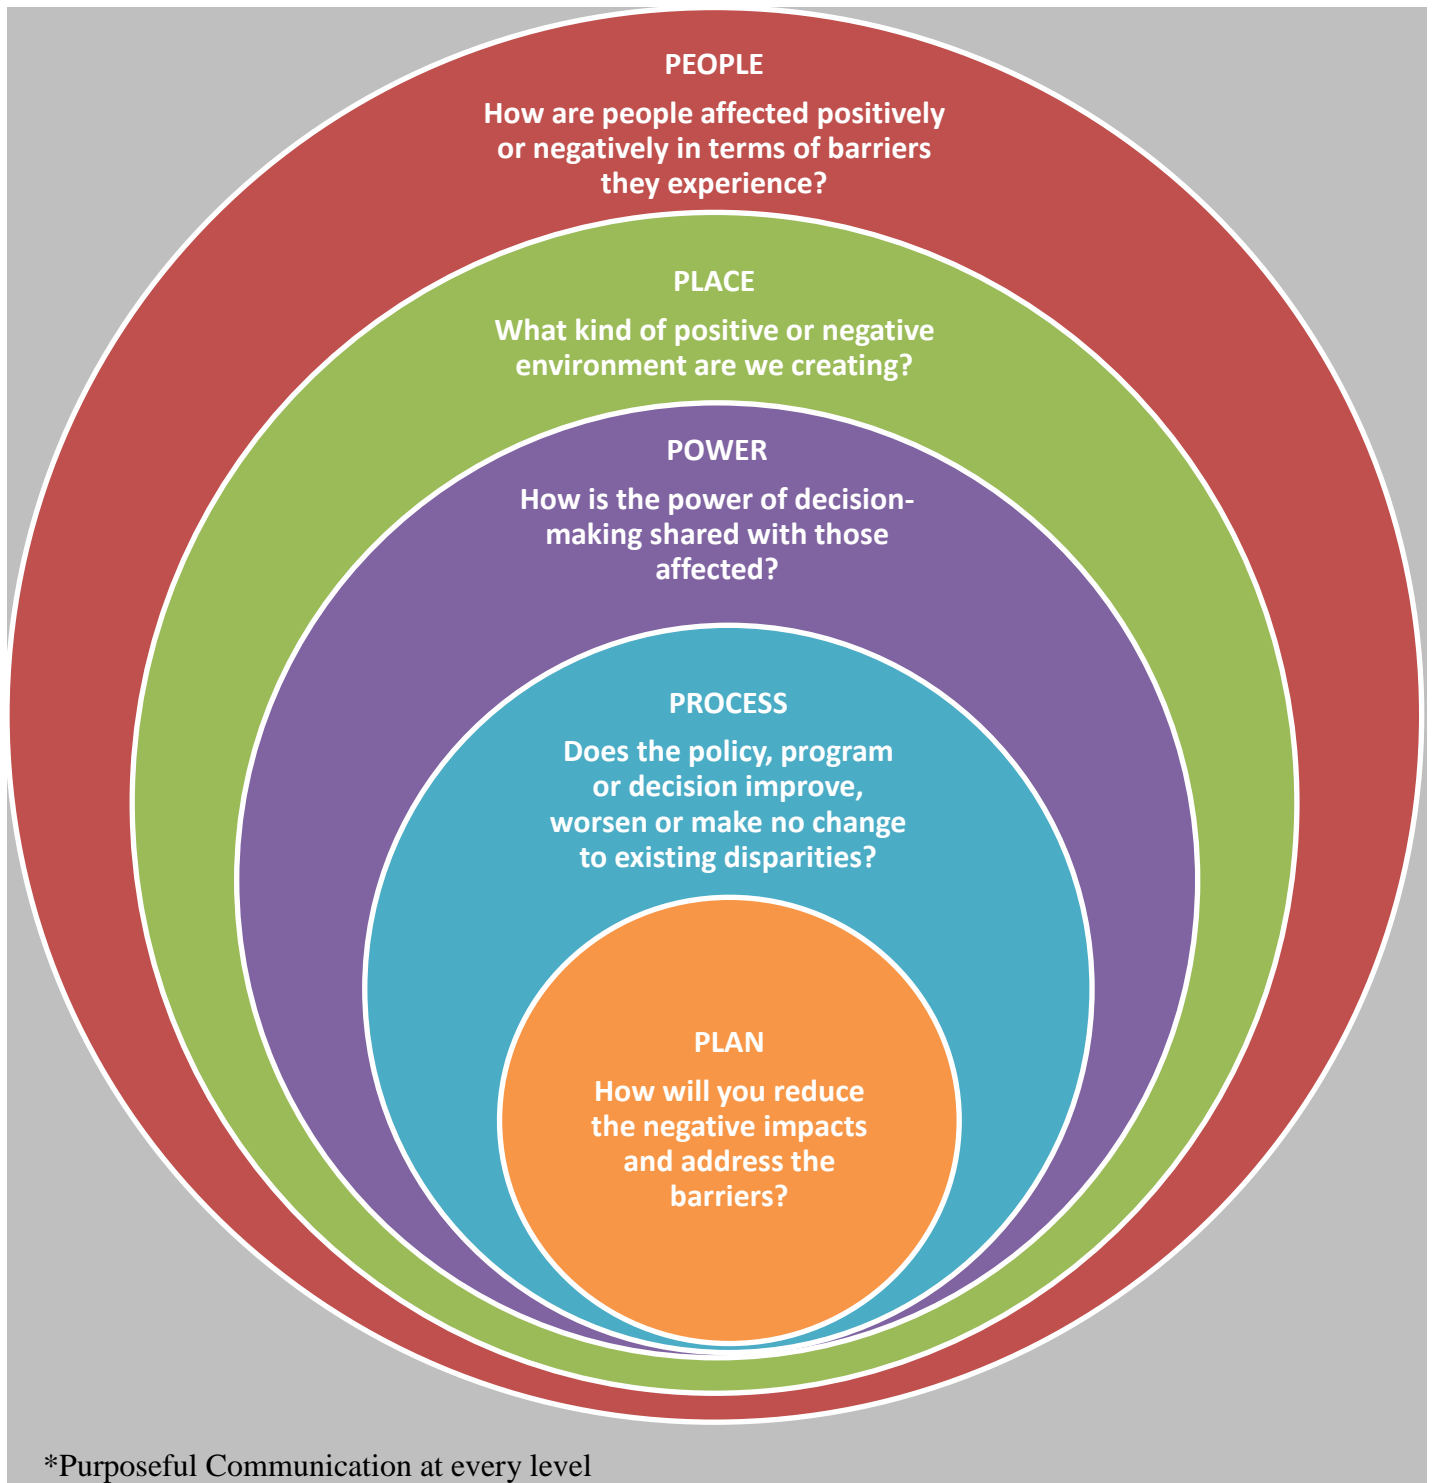 PEOPLE
How are people affected positively
or negatively in terms of barriers
they experience?
PLACE
What kind of positive or negative
environment are we creating?
POWER
How is the power of decision-
making shared with those
affected?
PROCESS
Does the policy, program
or decision improve,
worsen or make no change
to existing disparities?
PLAN
How will you reduce
the negative impacts
and address the
barriers?
*Purposeful Communication at every level